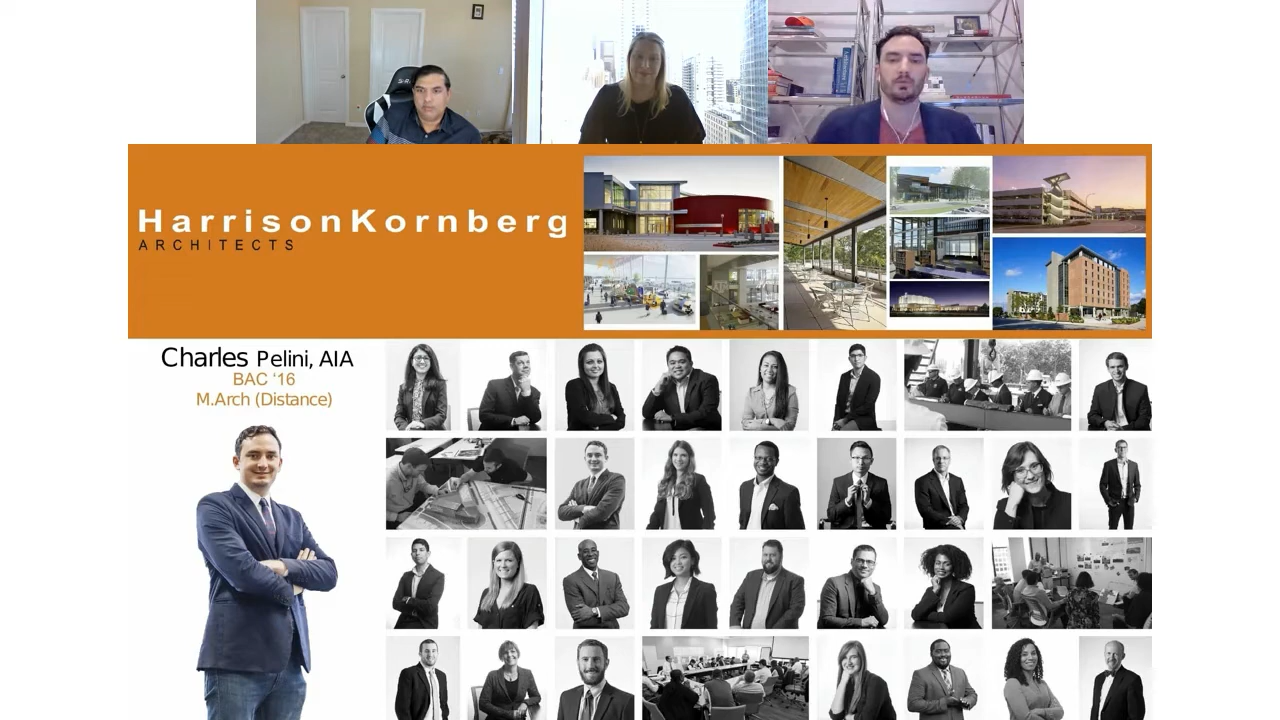 HarrisonKornberg
ARCHITECTS
Charles Pelini, AIA
BAC ‘16
M.Arch (Distance)